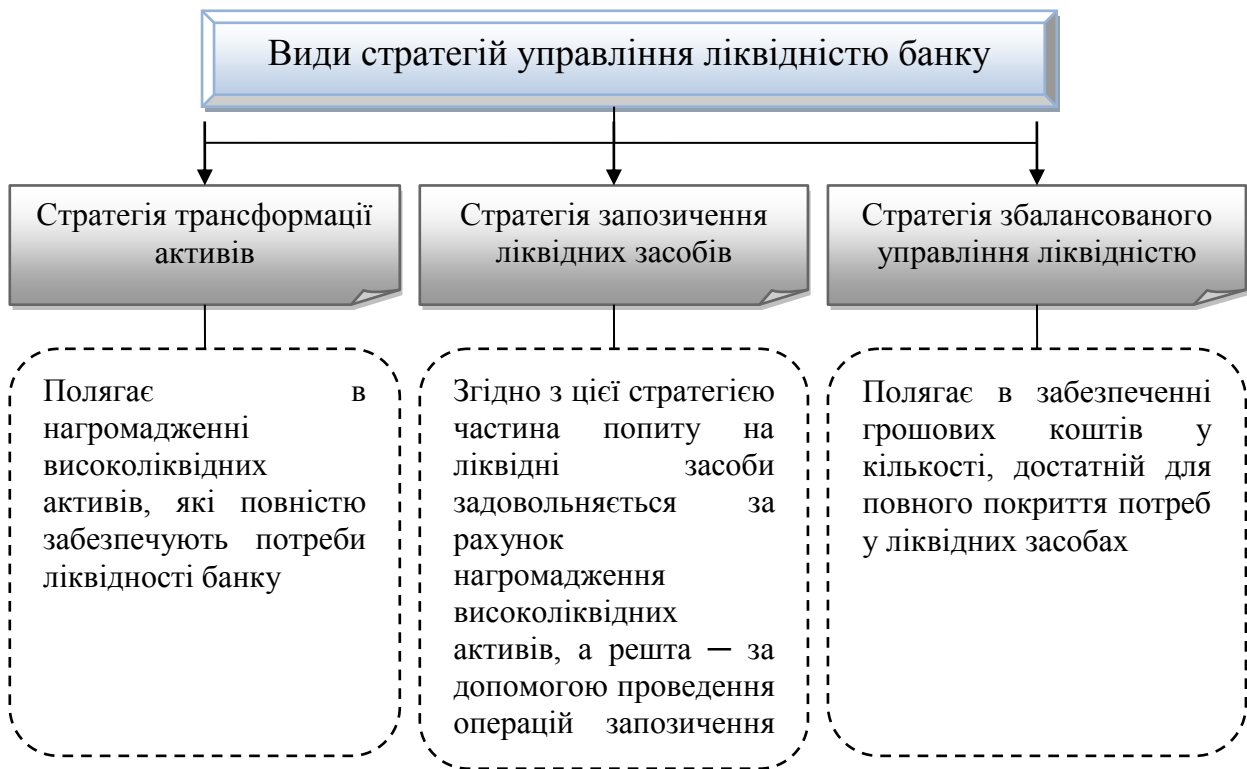 Види стратегій управління ліквідністю банку
Стратегія трансформації
активів
Стратегія запозичення
ліквідних засобів
Стратегія збалансованого
управління ліквідністю
Полягає в
нагромадженні
високоліквідних
активів, які повністю
забезпечують потреби
ліквідності банку
Згідно з цієї стратегією
частина попиту на
ліквідні засоби
задовольняється за
рахунок
нагромадження
високоліквідних
активів, а решта — за
допомогою проведення
операцій запозичення
Полягає в забезпеченні
грошових коштів у
кількості, достатній для
повного покриття потреб
у ліквідних засобах